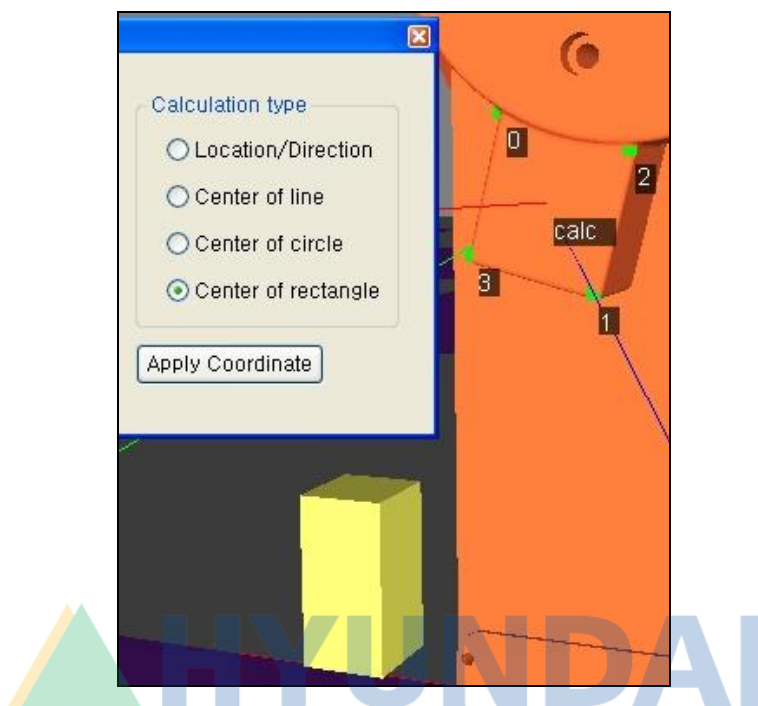 Calculation type
Location/Direction
Center of line
Center of circle
Center of rectangle
Apply Coordinate
0
2
calc
3
1
HYUNDAI